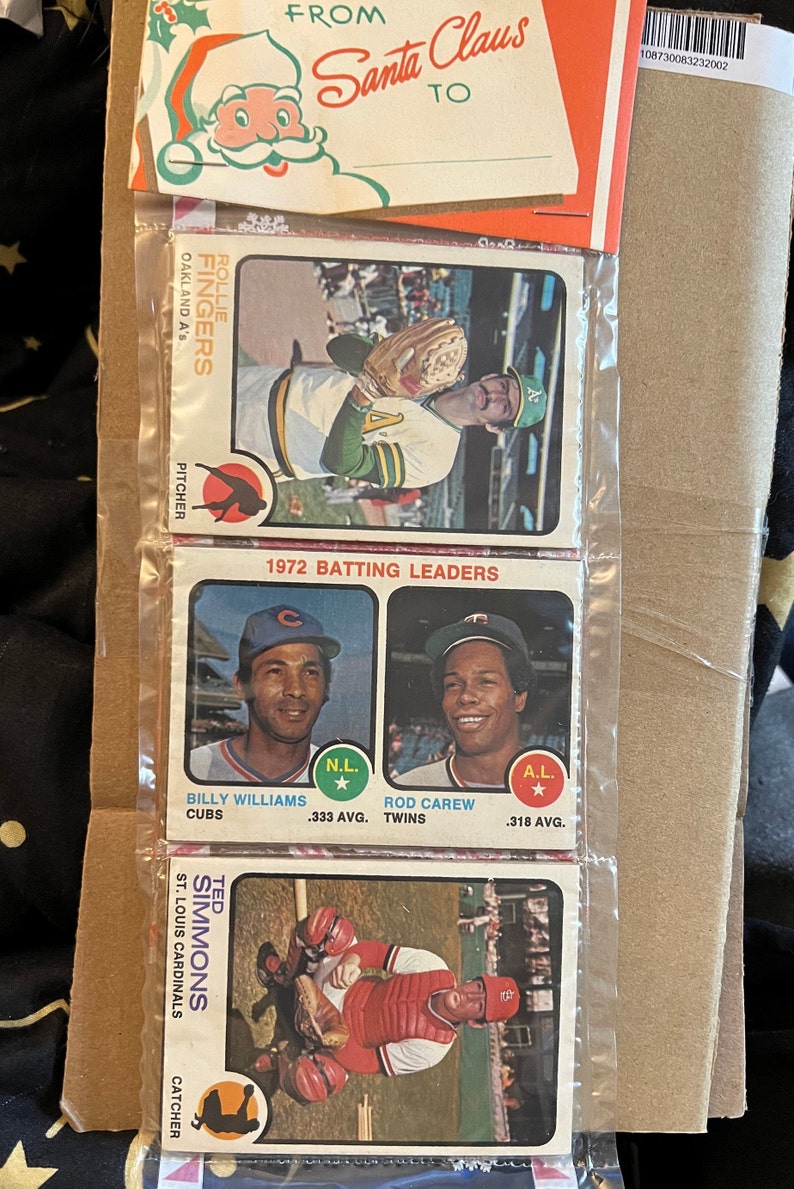 FROM
Santa Claus
TO
108730083232002
ROLLIE
FINGERS
OAKLAND A's
PITCHER
A's
A
1972 BATTING LEADERS
C
N.L.
A.L.
BILLY WILLIAMS
CUBS
.333 AVG.
ROD CAREW
TWINS
.318 AVG.
TED
SIMMONS
ST. LOUIS CARDINALS
CATCHER